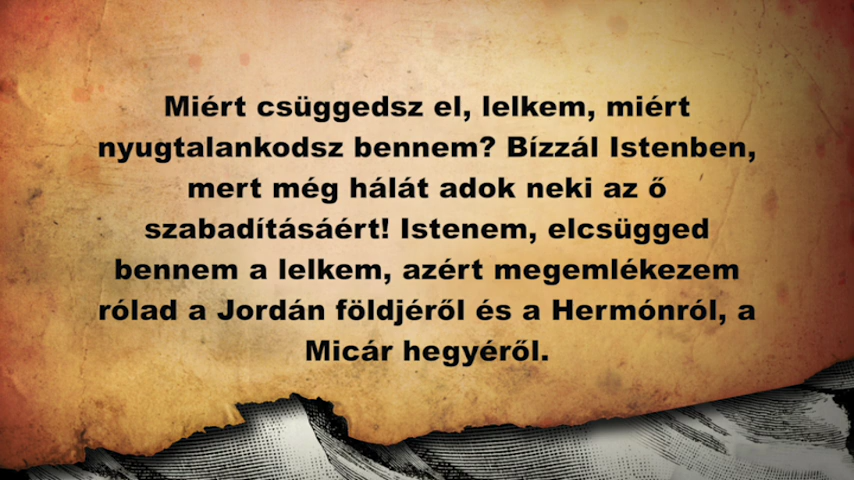 Miért csüggedsz el, lelkem, miért
nyugtalankodsz bennem? Bízzál Istenben,
mert még hálát adok neki az ő
szabadításáért! Istenem, elcsügged
bennem a lelkem, azért megemlékezem
rólad a Jordán földjéről és a Hermónról, a
Micár hegyéről.